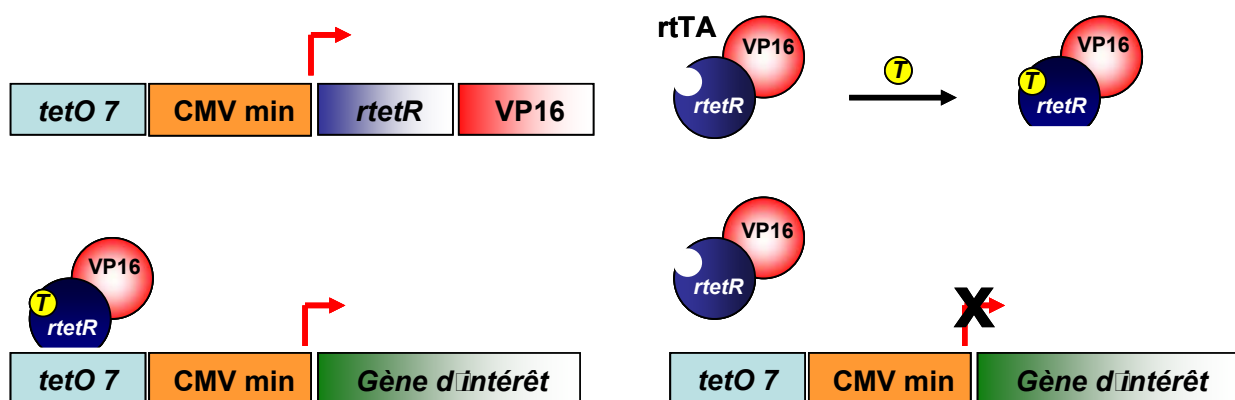 rtTA
VP16
T
VP16
T
rtetR
rtetR
tetO 7 CMV min rtetR VP16
VP16
T
rtetR
VP16
rtetR
X
tetO 7 CMV min Gène d□intérêt
tetO 7 CMV min Gène d□intérêt